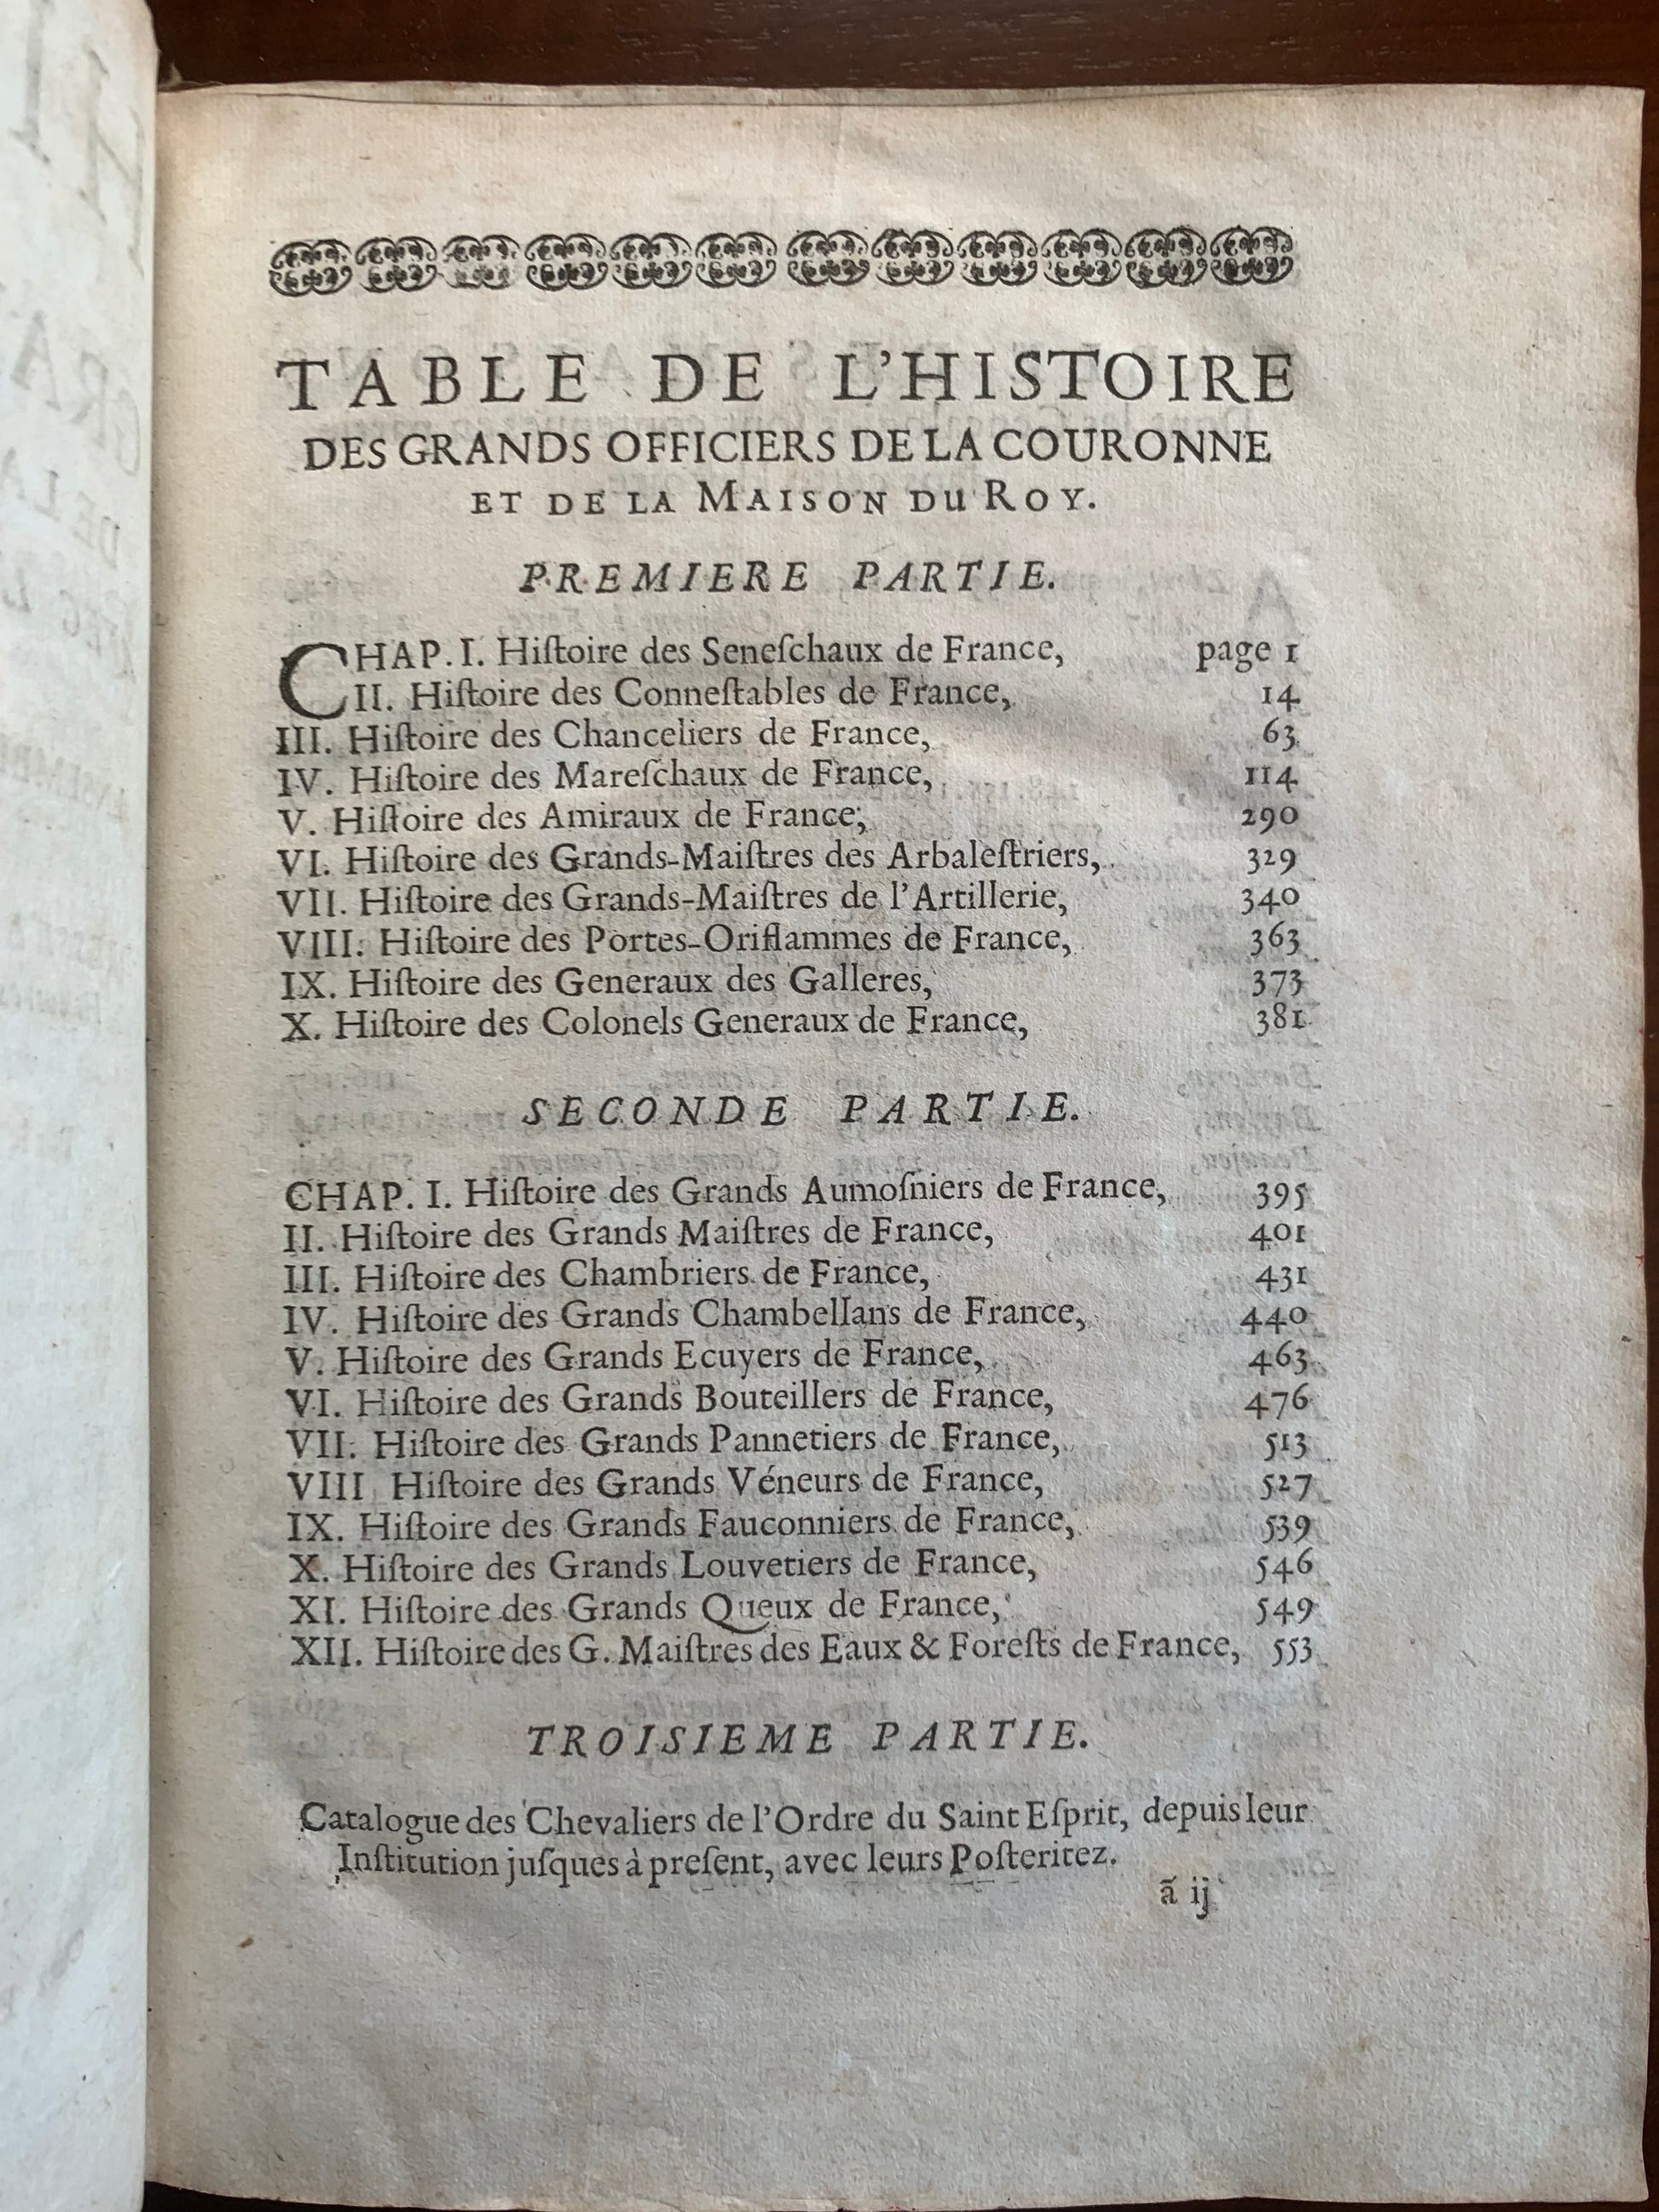 TABLE DE L'HISTOIRE
DES GRANDS OFFICIERS DE LA COURONNE
ET DE LA MAISON DU ROY.
PREMIERE PARTIE.
CHAP. I. Hiſtoire des Seneſchaux de France, page 1
II. Hiſtoire des Conneſtables de France, 14
III. Hiſtoire des Chanceliers de France, 63
IV. Hiſtoire des Mareſchaux de France, 114
V. Hiſtoire des Amiraux de France, 290
VI. Hiſtoire des Grands-Maiſtres des Arbaleſtriers, 329
VII. Hiſtoire des Grands-Maiſtres de l'Artillerie, 340
VIII. Hiſtoire des Portes-Oriflammes de France, 363
IX. Hiſtoire des Generaux des Galleres, 373
X. Hiſtoire des Colonels Generaux de France, 381
SECONDE PARTIE.
CHAP. I. Hiſtoire des Grands Aumoſniers de France, 395
II. Hiſtoire des Grands Maiſtres de France, 401
III. Hiſtoire des Chambriers de France, 431
IV. Hiſtoire des Grands Chambellans de France, 440
V. Hiſtoire des Grands Ecuyers de France, 463
VI. Hiſtoire des Grands Bouteillers de France, 476
VII. Hiſtoire des Grands Pannetiers de France, 513
VIII Hiſtoire des Grands Véneurs de France, 527
IX. Hiſtoire des Grands Fauconniers de France, 539
X. Hiſtoire des Grands Louvetiers de France, 546
XI. Hiſtoire des Grands Queux de France, 549
XII. Hiſtoire des G. Maiſtres des Eaux & Foreſts de France, 553
TROISIEME PARTIE.
Catalogue des Chevaliers de l'Ordre du Saint Eſprit, depuis leur
Inſtitution juſques à preſent, avec leurs Poſteritez.
ã ij